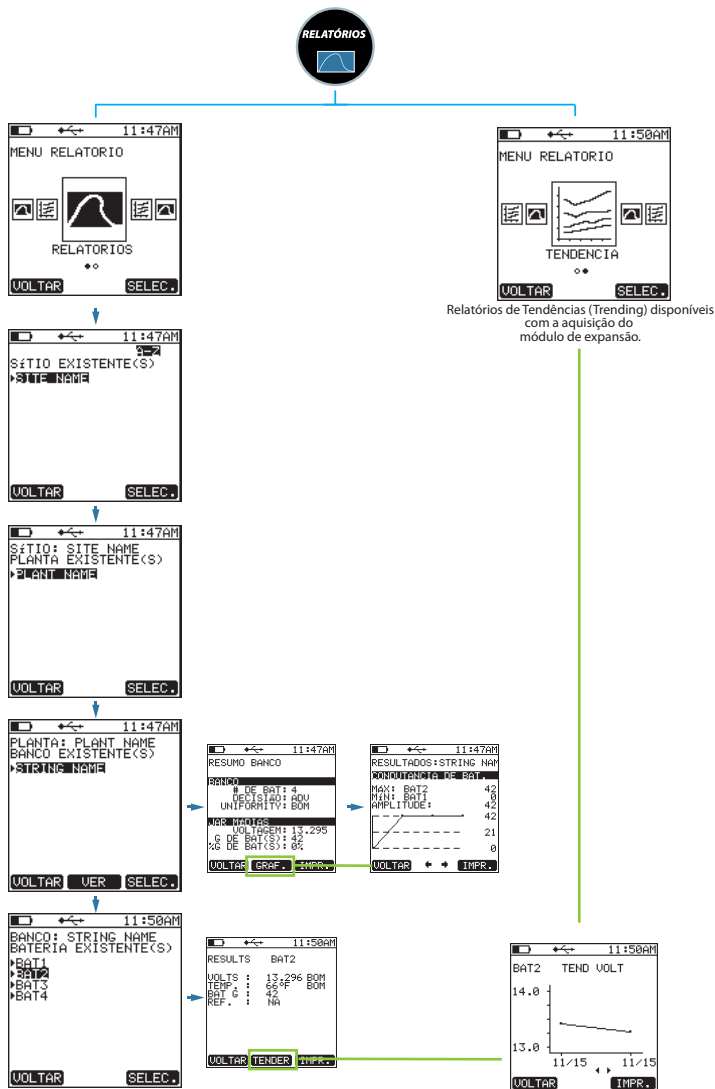 RELATÓRIOS
11:47AM
MENU RELATORIO
RELATORIOS
VOLTAR SELEC.
11:50AM
MENU RELATORIO
TENDENCIA
VOLTAR SELEC.
Relatórios de Tendências (Trending) disponíveis
com a aquisição do
módulo de expansão.
11:47AM
A-Z
SíTIO EXISTENTE(S)
SITE NAME
VOLTAR SELEC.
11:47AM
SíTIO: SITE NAME
PLANTA EXISTENTE(S)
PLANT NAME
VOLTAR SELEC.
11:47AM
PLANTA: PLANT NAME
BANCO EXISTENTE(S)
STRING NAME
VOLTAR VER SELEC.
11:47AM
RESUMO BANCO
BANCO
# DE BAT: 4
DECISIãO: ADV
UNIFORMITY: BOM
JAR MéDIAS
VOLTAGEM: 13.295
G DE BAT(S): 42
%G DE BAT(S): 0%
VOLTAR GRAF. IMPR.
11:47AM
RESULTADOS:STRING NAM
CONDUTANCIA DE BAT.
MáX: BAT2 42
MíN: BAT1 0
AMPLITUDE: 42
42
21
0
VOLTAR IMPR.
11:50AM
BANCO: STRING NAME
BATERIA EXISTENTE(S)
BAT1
BAT2
BAT3
BAT4
VOLTAR SELEC.
11:50AM
RESULTS BAT2
VOLTS : 13.296 BOM
TEMP. : 66°F BOM
BAT G : 42
REF. : NA
VOLTAR TENDER IMPR.
11:50AM
BAT2 TEND VOLT
14.0
13.0
11/15 11/15
VOLTAR IMPR.